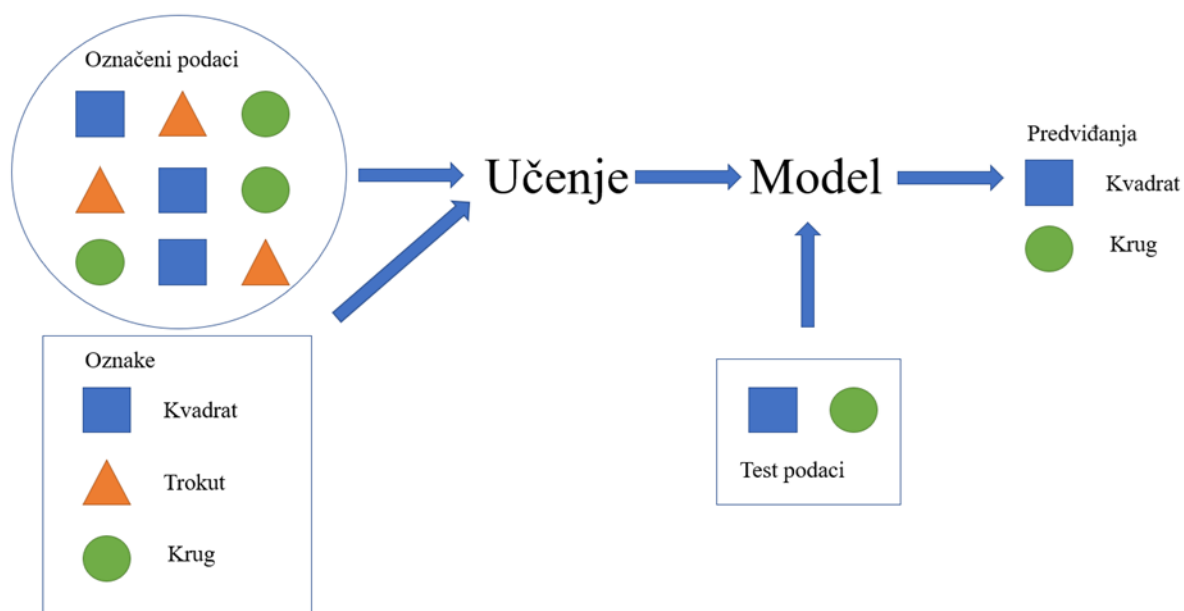 Označeni podaci
Učenje
Model
Predviđanja
Kvadrat
Krug
Oznake
Kvadrat
Trokut
Krug
Test podaci